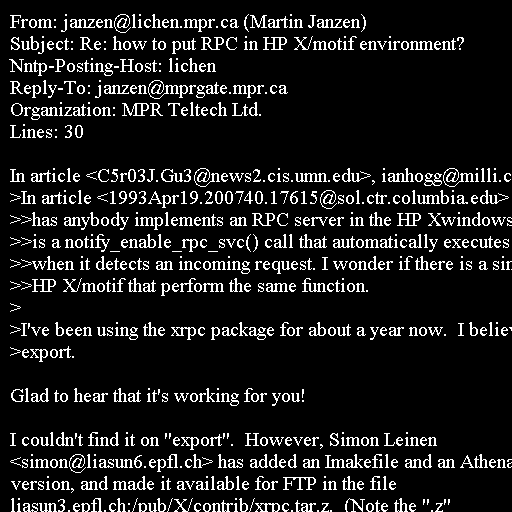 From: janzen@lichen.mpr.ca (Martin Janzen)
Subject: Re: how to put RPC in HP X/motif environment?
Nntp-Posting-Host: lichen
Reply-To: janzen@mprgate.mpr.ca
Organization: MPR Teltech Ltd.
Lines: 30

In article <C5r03J.Gu3@news2.cis.umn.edu>, ianhogg@milli.c
>In article <1993Apr19.200740.17615@sol.ctr.columbia.edu>
>>has anybody implements an RPC server in the HP Xwindows
>>is a notify_enable_rpc_svc() call that automatically executes
>>when it detects an incoming request. I wonder if there is a sim
>>HP X/motif that perform the same function.
>
>I've been using the xrpc package for about a year now.  I believ
>export.

Glad to hear that it's working for you!

I couldn't find it on "export".  However, Simon Leinen
<simon@liasun6.epfl.ch> has added an Imakefile and an Athena
version, and made it available for FTP in the file
liasun3.epfl.ch:/pub/X/contrib/xrpc.tar.z.  (Note the ".z"